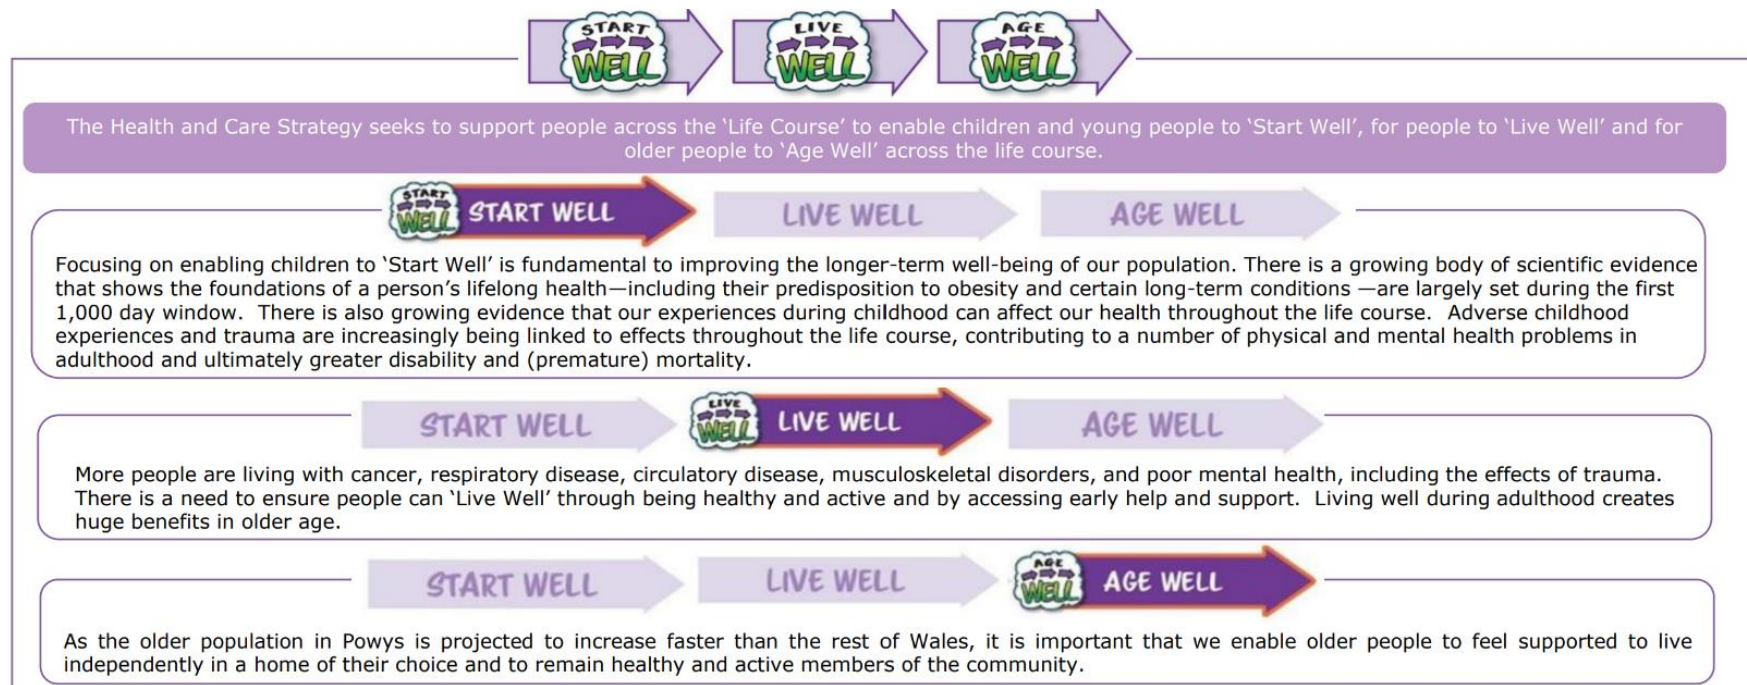 START WELL LIVE WELL AGE WELL
The Health and Care Strategy seeks to support people across the ‘Life Course’ to enable children and young people to ‘Start Well’, for people to ‘Live Well’ and for
older people to ‘Age Well’ across the life course.
START WELL START WELL LIVE WELL AGE WELL
Focusing on enabling children to ‘Start Well’ is fundamental to improving the longer-term well-being of our population. There is a growing body of scientific evidence
that shows the foundations of a person’s lifelong health—including their predisposition to obesity and certain long-term conditions —are largely set during the first
1,000 day window.  There is also growing evidence that our experiences during childhood can affect our health throughout the life course.  Adverse childhood
experiences and trauma are increasingly being linked to effects throughout the life course, contributing to a number of physical and mental health problems in
adulthood and ultimately greater disability and (premature) mortality.
START WELL LIVE WELL LIVE WELL AGE WELL
More people are living with cancer, respiratory disease, circulatory disease, musculoskeletal disorders, and poor mental health, including the effects of trauma.
There is a need to ensure people can ‘Live Well’ through being healthy and active and by accessing early help and support.  Living well during adulthood creates
huge benefits in older age.
START WELL LIVE WELL AGE WELL AGE WELL
As the older population in Powys is projected to increase faster than the rest of Wales, it is important that we enable older people to feel supported to live
independently in a home of their choice and to remain healthy and active members of the community.